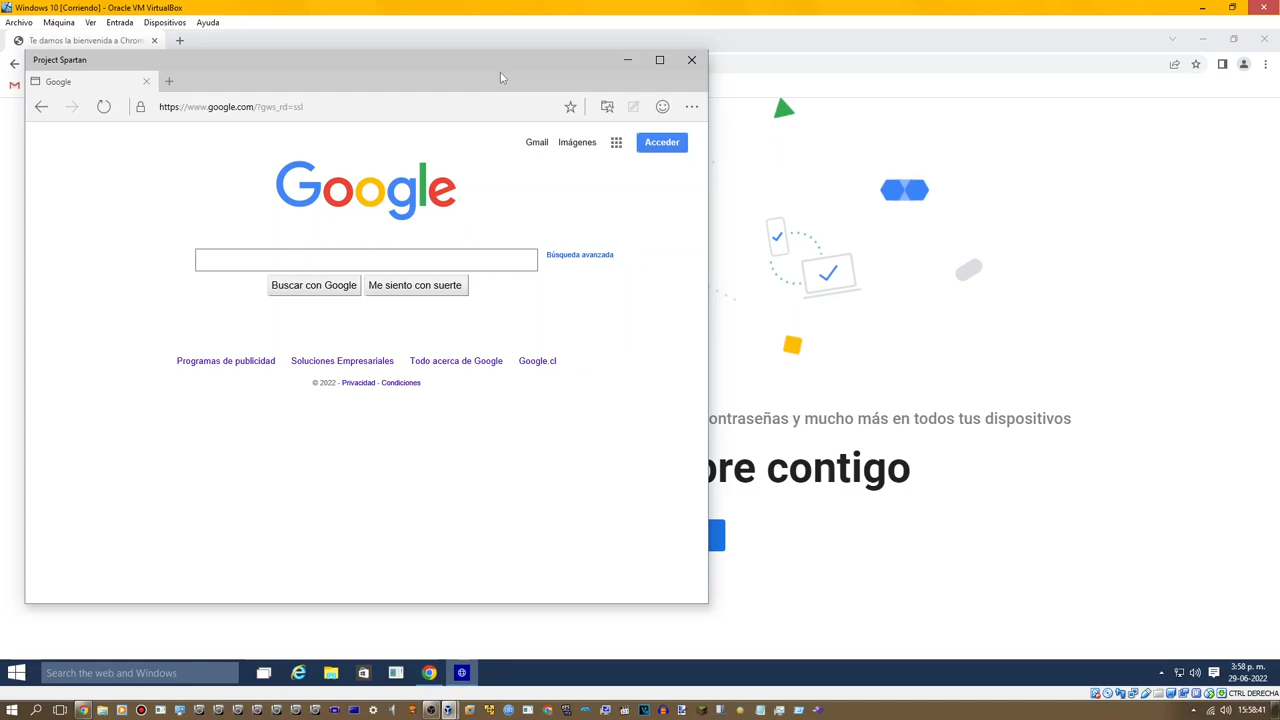 Windows 10 [Corriendo] - Oracle VM VirtualBox
Archivo Máquina Ver Entrada Dispositivos Ayuda
Te damos la bienvenida a Chrom
Project Spartan
Google
https://www.google.com/?gws_rd=ssl
Gmail Imágenes Acceder
Google
Búsqueda avanzada
Buscar con Google Me siento con suerte
Programas de publicidad Soluciones Empresariales Todo acerca de Google Google.cl
© 2022 - Privacidad - Condiciones
ontraseñas y mucho más en todos tus dispositivos
bre contigo
Search the web and Windows
3:58 p. m.
29-06-2022
CTRL DERECHA
15:58:41